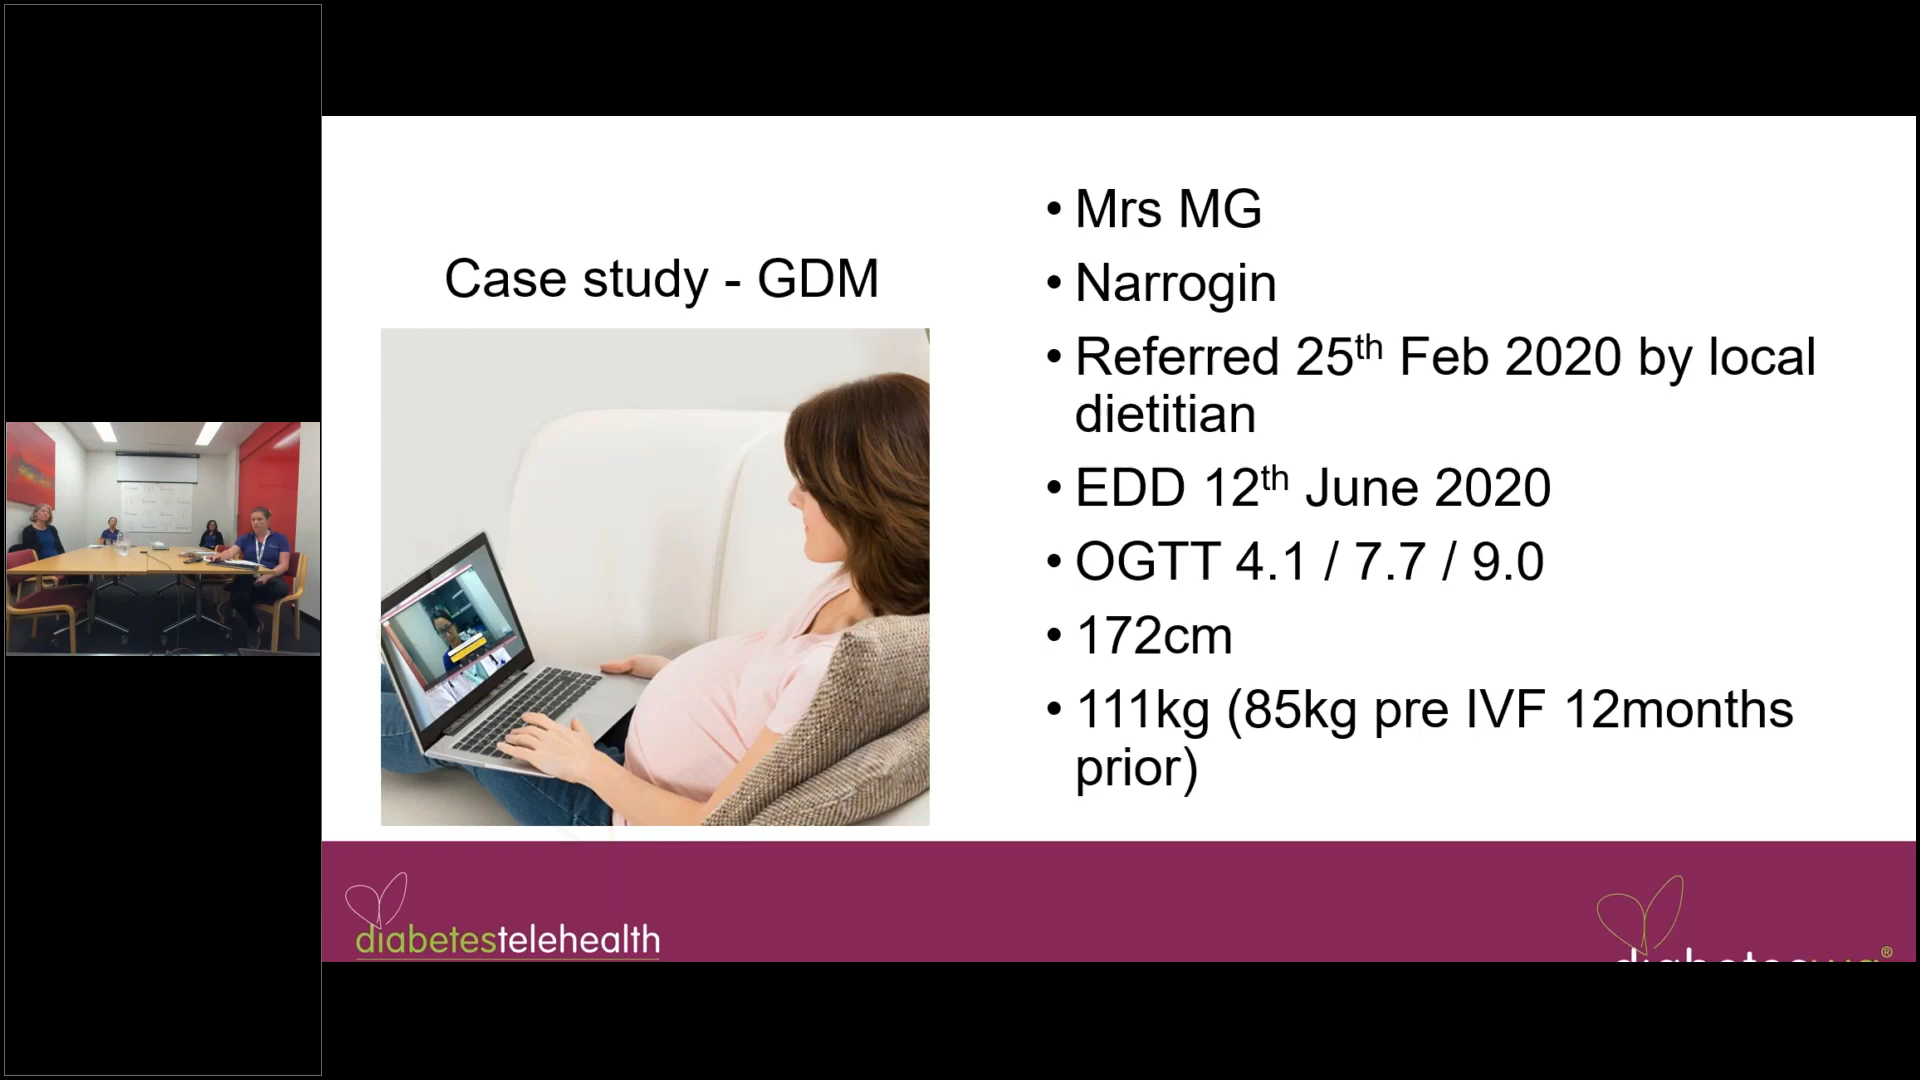 Case study - GDM
• Mrs MG
• Narrogin
• Referred 25th Feb 2020 by local
dietitian
• EDD 12th June 2020
• OGTT 4.1 / 7.7 / 9.0
• 172cm
• 111kg (85kg pre IVF 12months
prior)
diabetestelehealth
diabeteswa®